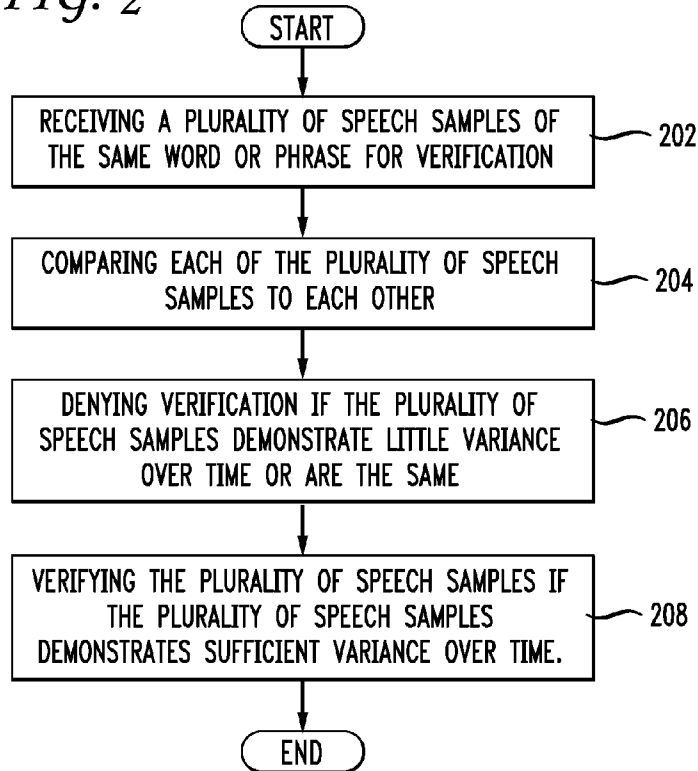 Fig. 2
START
RECEIVING A PLURALITY OF SPEECH SAMPLES OF
THE SAME WORD OR PHRASE FOR VERIFICATION
202
COMPARING EACH OF THE PLURALITY OF SPEECH
SAMPLES TO EACH OTHER
204
DENYING VERIFICATION IF THE PLURALITY OF
SPEECH SAMPLES DEMONSTRATE LITTLE VARIANCE
OVER TIME OR ARE THE SAME
206
VERIFYING THE PLURALITY OF SPEECH SAMPLES IF
THE PLURALITY OF SPEECH SAMPLES
DEMONSTRATES SUFFICIENT VARIANCE OVER TIME.
208
END